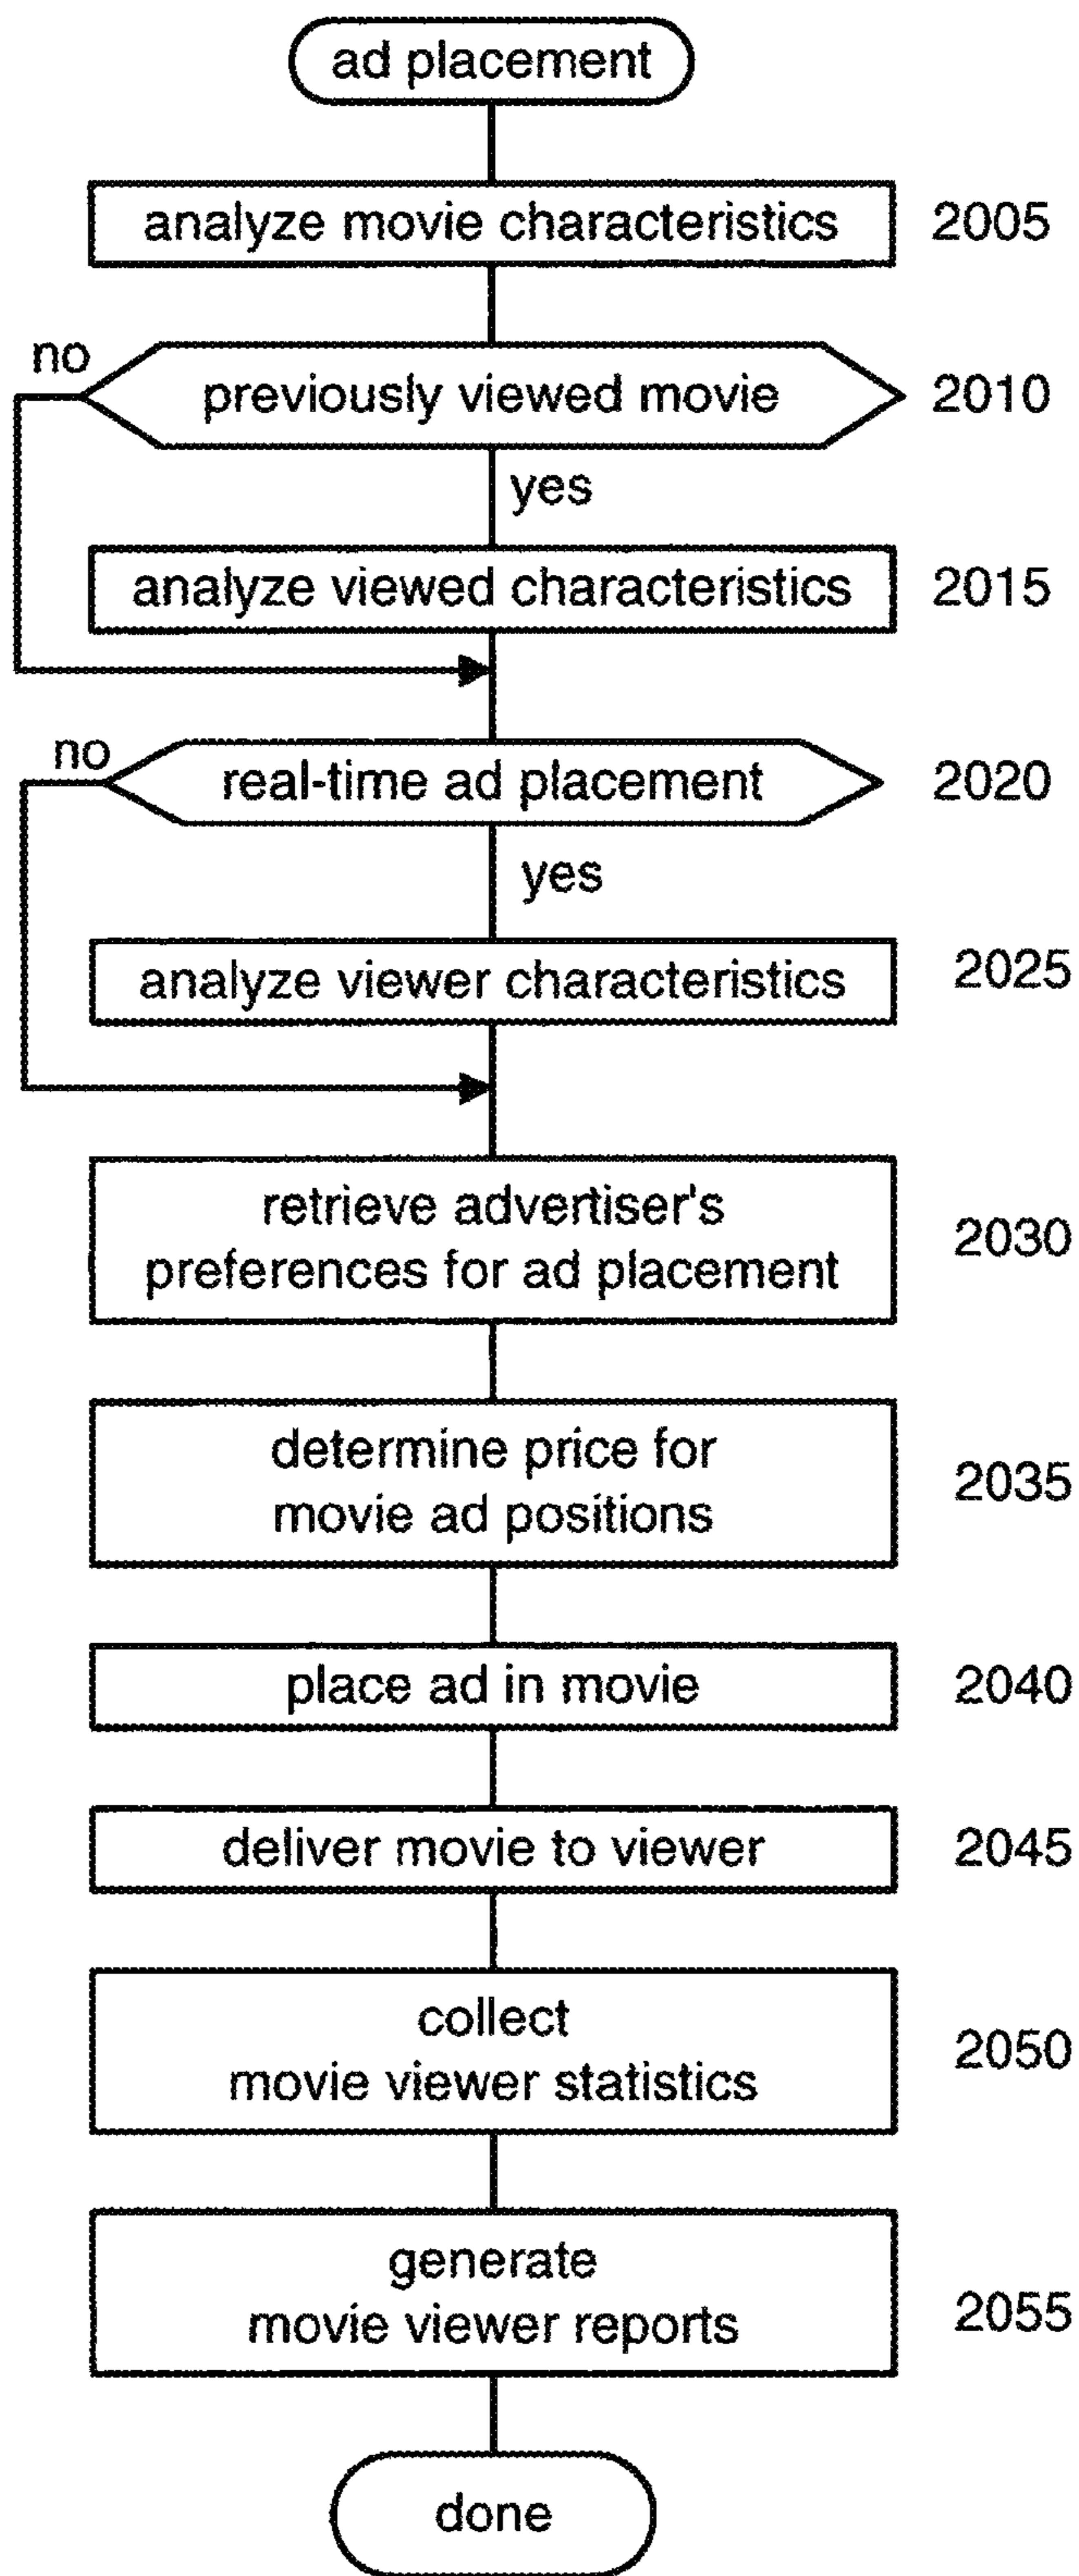 ad placement
analyze movie characteristics 2005
no
previously viewed movie 2010
yes
analyze viewed characteristics 2015
no
real-time ad placement 2020
yes
analyze viewer characteristics 2025
retrieve advertiser's
preferences for ad placement 2030
determine price for
movie ad positions 2035
place ad in movie 2040
deliver movie to viewer 2045
collect
movie viewer statistics 2050
generate
movie viewer reports 2055
done